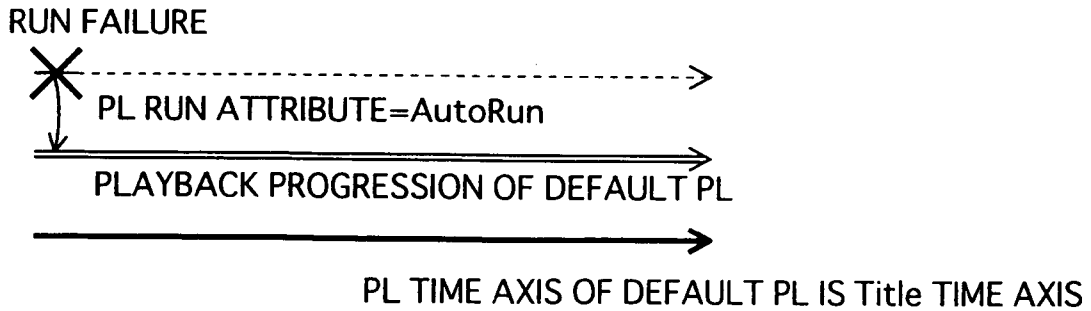 RUN FAILURE
PL RUN ATTRIBUTE=AutoRun
PLAYBACK PROGRESSION OF DEFAULT PL
PL TIME AXIS OF DEFAULT PL IS Title TIME AXIS